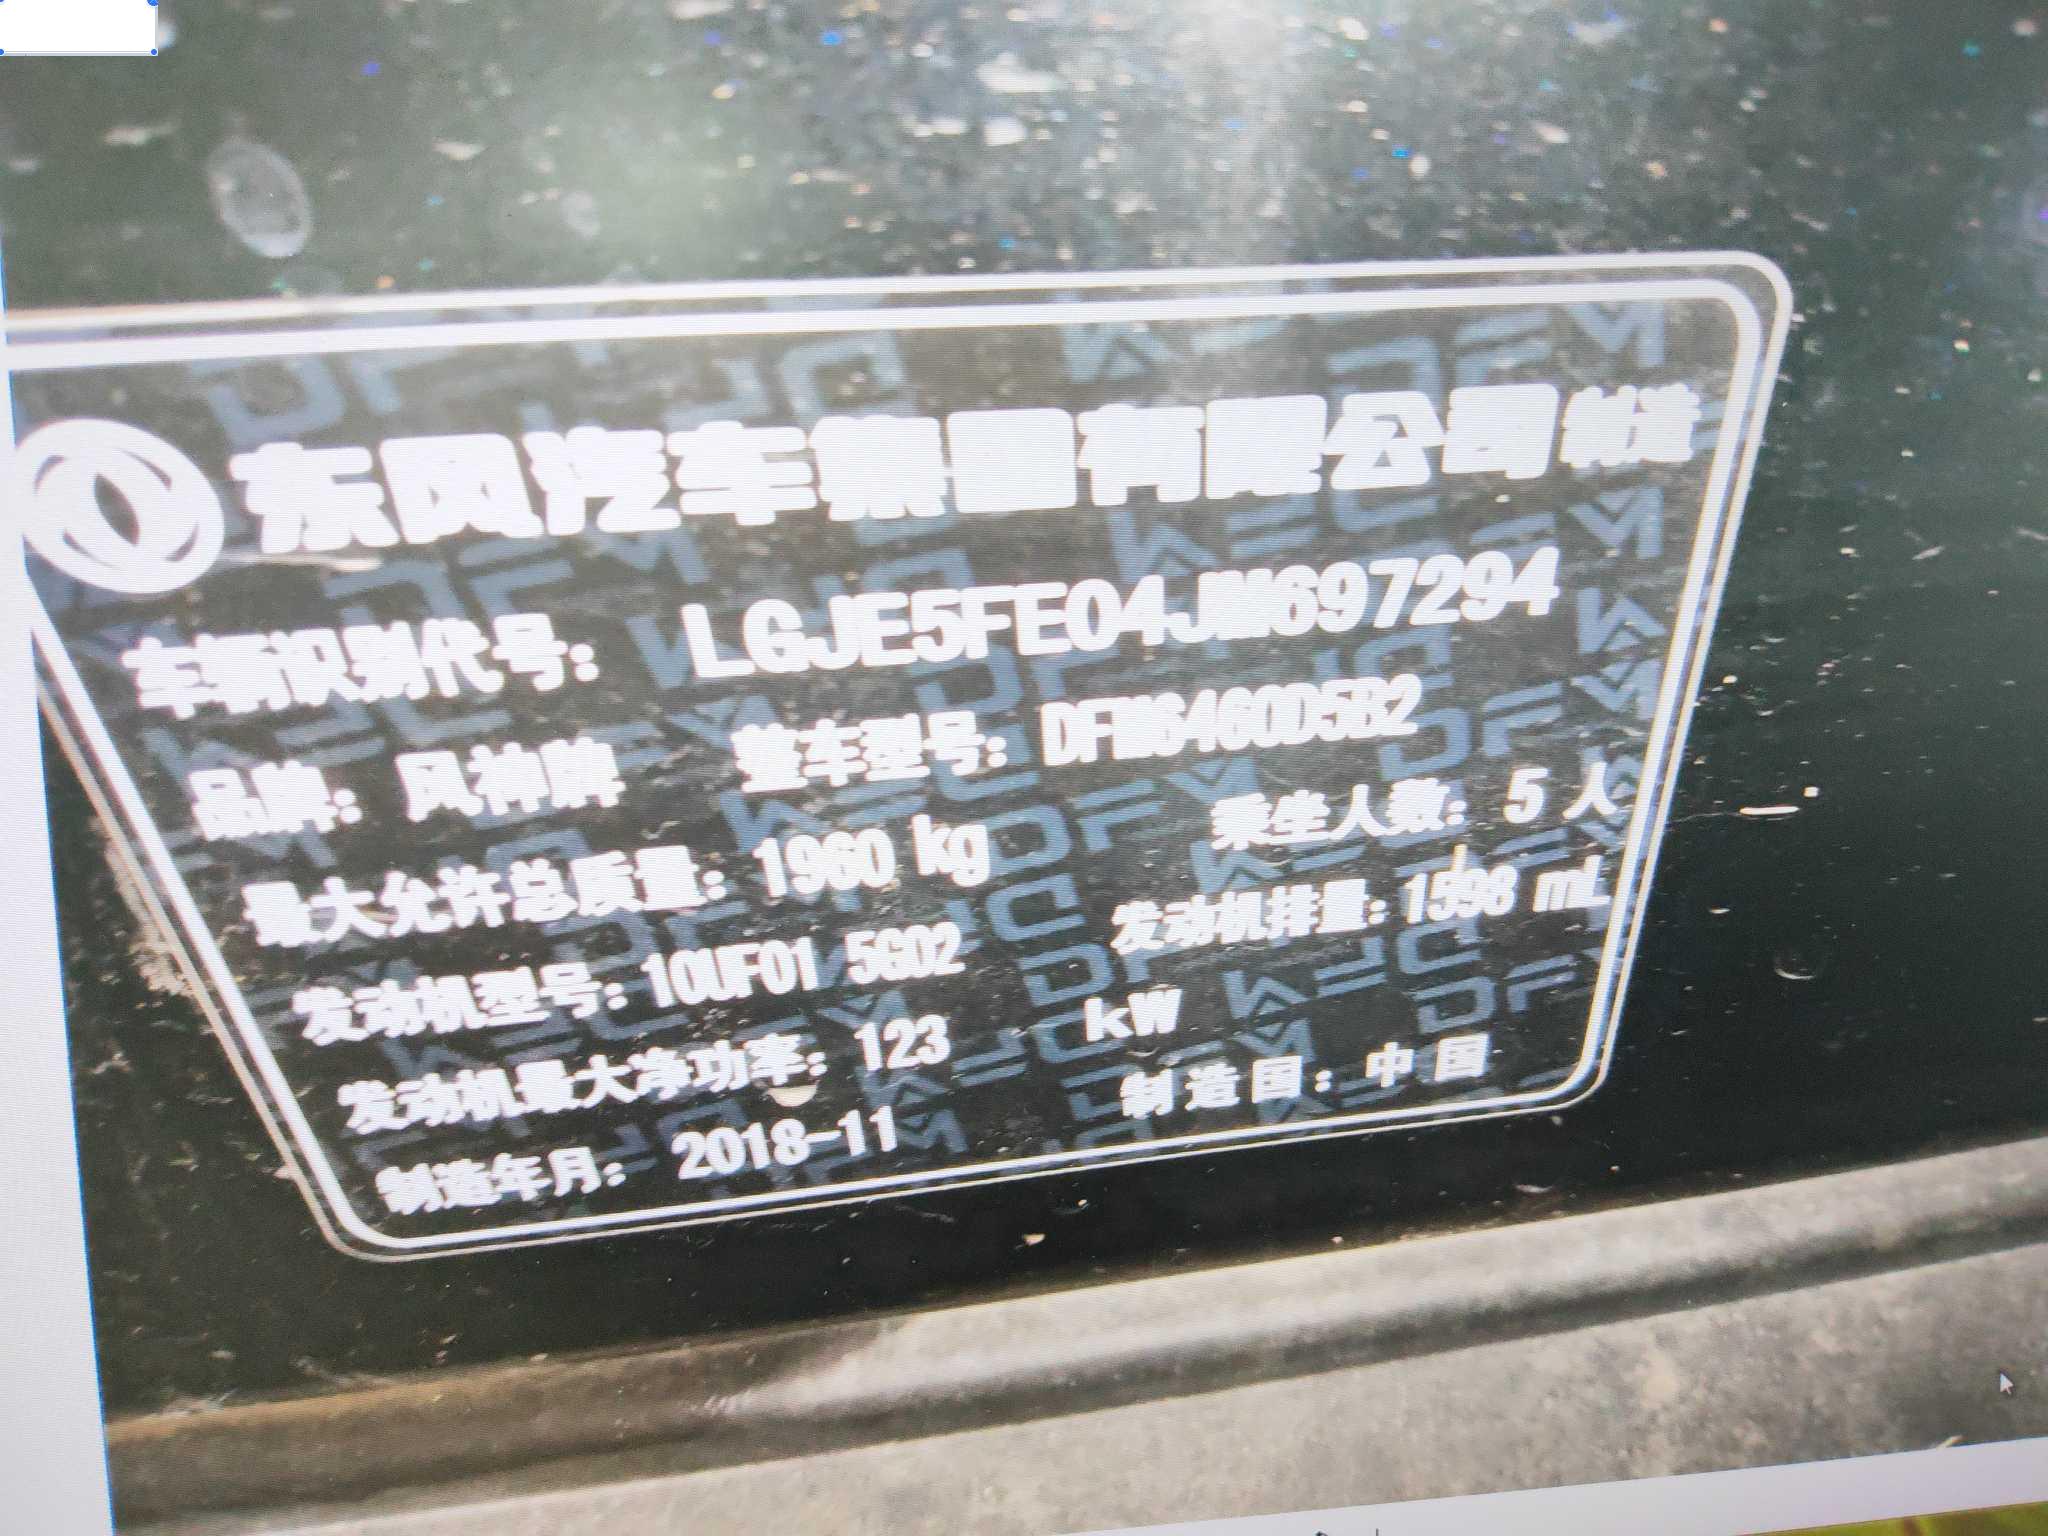 东风汽车集团有限公司制造
车辆识别代号: LGJE5FE04JM697294
品牌: 风神牌 整车型号: DFM6460D5B2
乘坐人数: 5 人
最大允许总质量: 1960 kg
发动机排量: 1598 mL
发动机型号: 10UF01 5G02
发动机最大净功率: 123 kW
制造年月: 2018-11 制造国: 中国